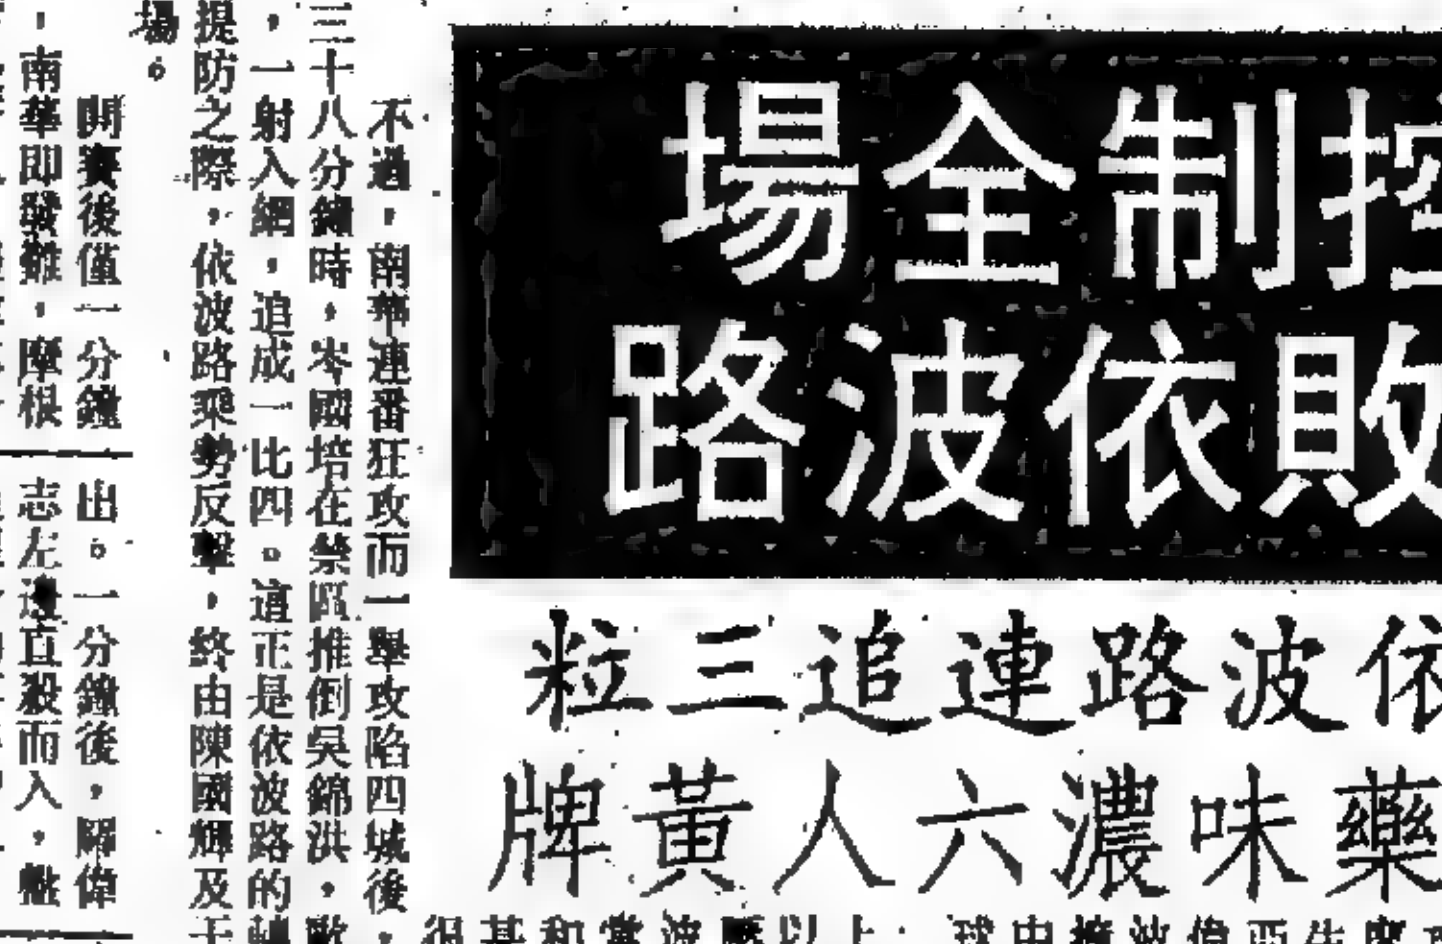 控制全場
敗依波路
依波路連追三粒
藥味濃六人黃牌
不過，南華連番狂攻而一舉攻陷四城後，
三十八分鐘時，岑國培在禁區推倒吳錦洪，
，一射入網，追成一比四。這正是依波路的
提防之際，依波路乘勢反擊，終由陳國輝及
場。
開賽後僅一分鐘
，南華即發難，摩根
出。一分鐘後，關偉
志左邊直殺而入，盤